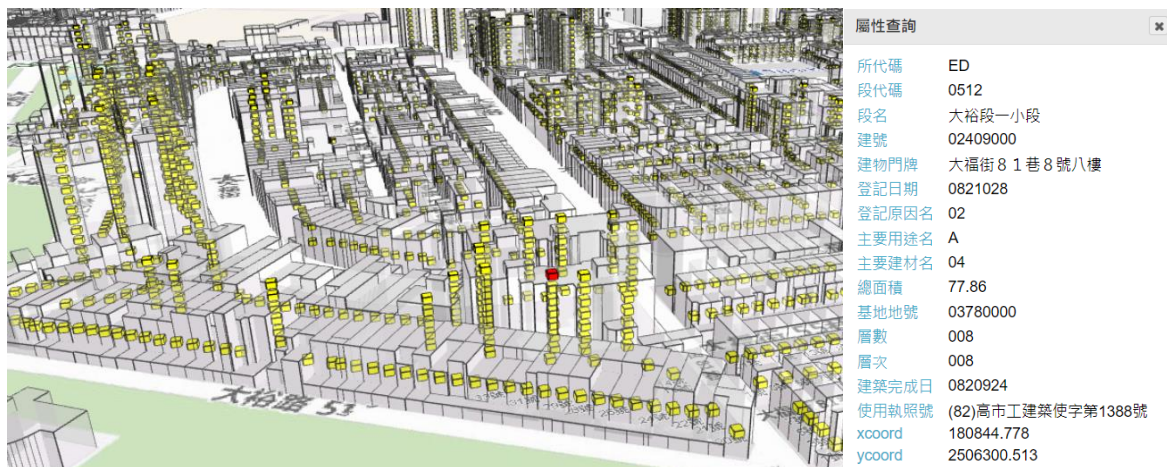 大裕路 51
屬性查詢
所代碼 ED
段代碼 0512
段名 大裕段一小段
建號 02409000
建物門牌 大福街８１巷８號八樓
登記日期 0821028
登記原因名 02
主要用途名 A
主要建材名 04
總面積 77.86
基地地號 03780000
層數 008
層次 008
建築完成日 0820924
使用執照號 (82)高市工建築使字第1388號
xcoord 180844.778
ycoord 2506300.513